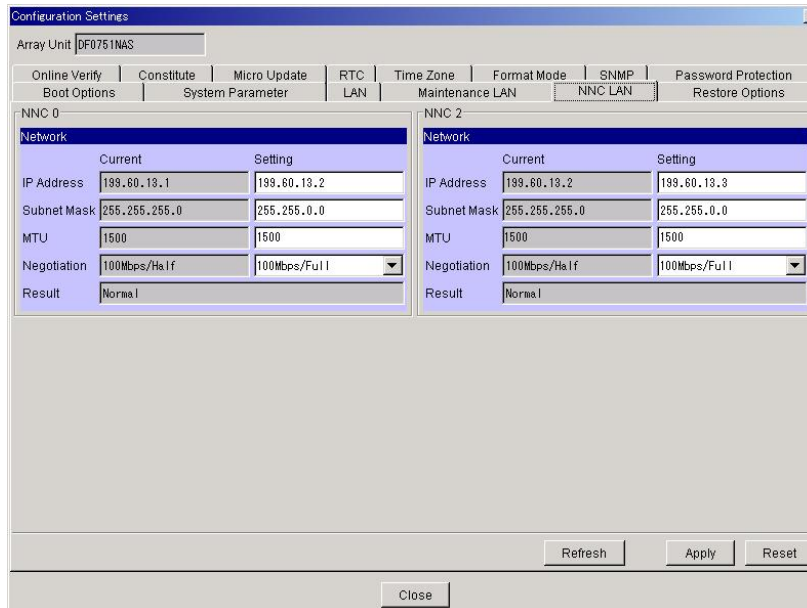 Configuration Settings
Array Unit DF0751NAS
Online Verify Constitute Micro Update RTC Time Zone Format Mode SNMP Password Protection
Boot Options System Parameter LAN Maintenance LAN NNC LAN Restore Options
NNC 0
Network
Current Setting
IP Address 199.60.13.1 199.60.13.2
Subnet Mask 255.255.255.0 255.255.0.0
MTU 1500 1500
Negotiation 100Mbps/Half 100Mbps/Full
Result Normal
NNC 2
Network
Current Setting
IP Address 199.60.13.2 199.60.13.3
Subnet Mask 255.255.255.0 255.255.0.0
MTU 1500 1500
Negotiation 100Mbps/Half 100Mbps/Full
Result Normal
Refresh Apply Reset
Close